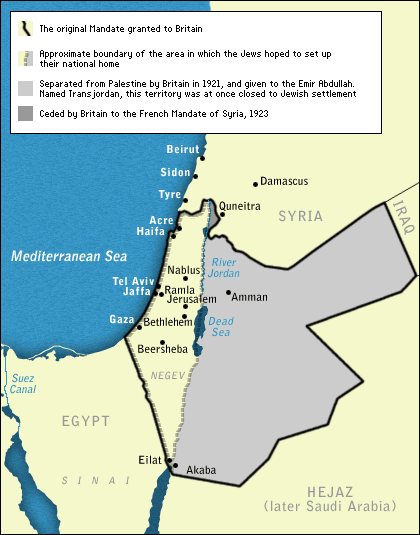 The original Mandate granted to Britain
Approximate boundary of the area in which the Jews hoped to set up
their national home
Separated from Palestine by Britain in 1921, and given to the Emir Abdullah.
Named Transjordan, this territory was at once closed to Jewish settlement
Ceded by Britain to the French Mandate of Syria, 1923
Beirut
Sidon
Damascus
Tyre
Quneitra
SYRIA
IRAQ
Acre
Haifa
Mediterranean Sea
River
Jordan
Nablus
Tel Aviv
Jaffa
Ramla
Jerusalem
Amman
Gaza
Bethlehem
Dead
Sea
Beersheba
Suez
Canal
NEGEV
EGYPT
SINAI
Eilat
Akaba
HEJAZ
(later Saudi Arabia)